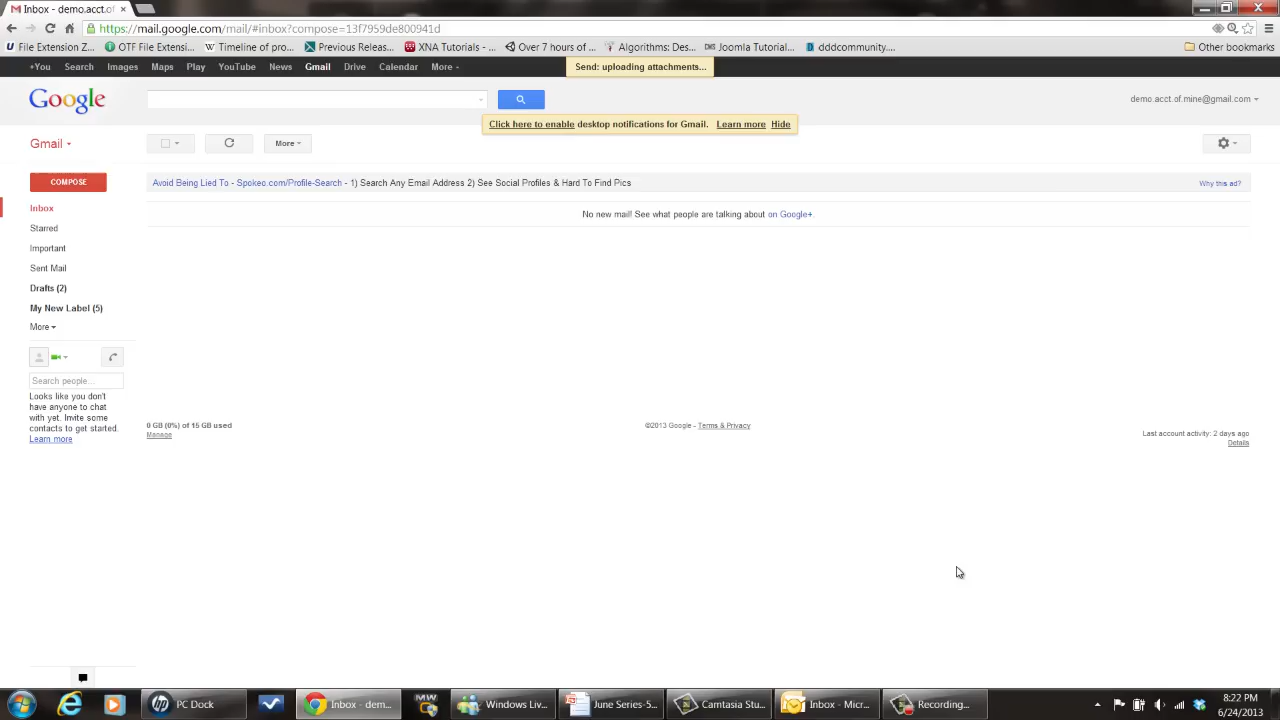 Inbox - demo.acct.of
https://mail.google.com/mail/#inbox?compose=13f7959de800941d
File Extension Z... OTF File Exten... Timeline of pro... Previous Releas... XNA Tutorials - ... Over 7 hours of ... Algorithms: Des... Joomla Tutorial... dddcommunity.... Other bookmarks
+You Search Images Maps Play YouTube News Gmail Drive Calendar More
Send: uploading attachments...
Google
demo.acct.of.mine@gmail.com
Click here to enable desktop notifications for Gmail. Learn more Hide
Gmail
More
COMPOSE
Avoid Being Lied To - Spokeo.com/Profile-Search - 1) Search Any Email Address 2) See Social Profiles & Hard To Find Pics
Why this ad?
Inbox
No new mail! See what people are talking about on Google+.
Starred
Important
Sent Mail
Drafts (2)
My New Label (5)
More
Search people...
Looks like you don't
have anyone to chat
with yet. Invite some
contacts to get started.
Learn more
0 GB (0%) of 15 GB used
Manage
©2013 Google - Terms & Privacy
Last account activity: 2 days ago
Details
hp PC Dock
Inbox - dem...
MW
Windows Liv...
June Series-5...
Camtasia Stu...
Inbox - Micr...
Recording...
8:22 PM
6/24/2013